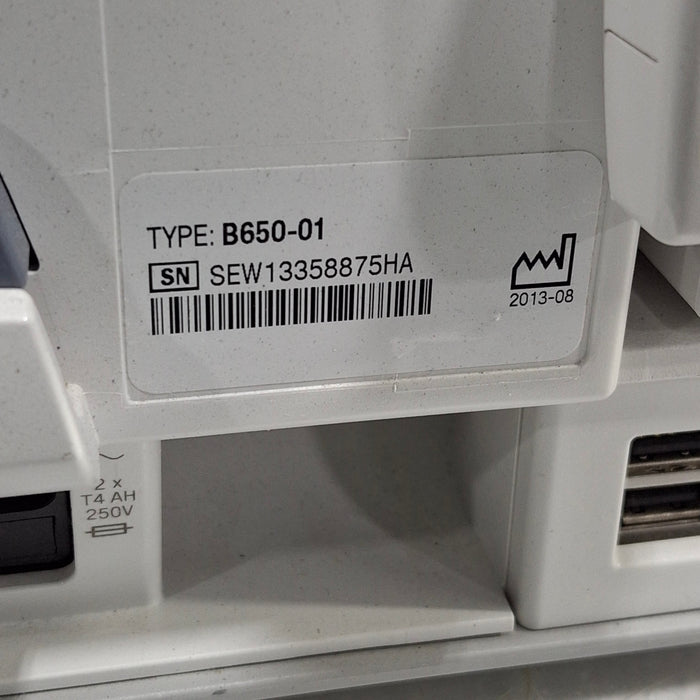 TYPE: B650-01
SN SEW13358875HA
2013-08
2 x
T4 AH
250V